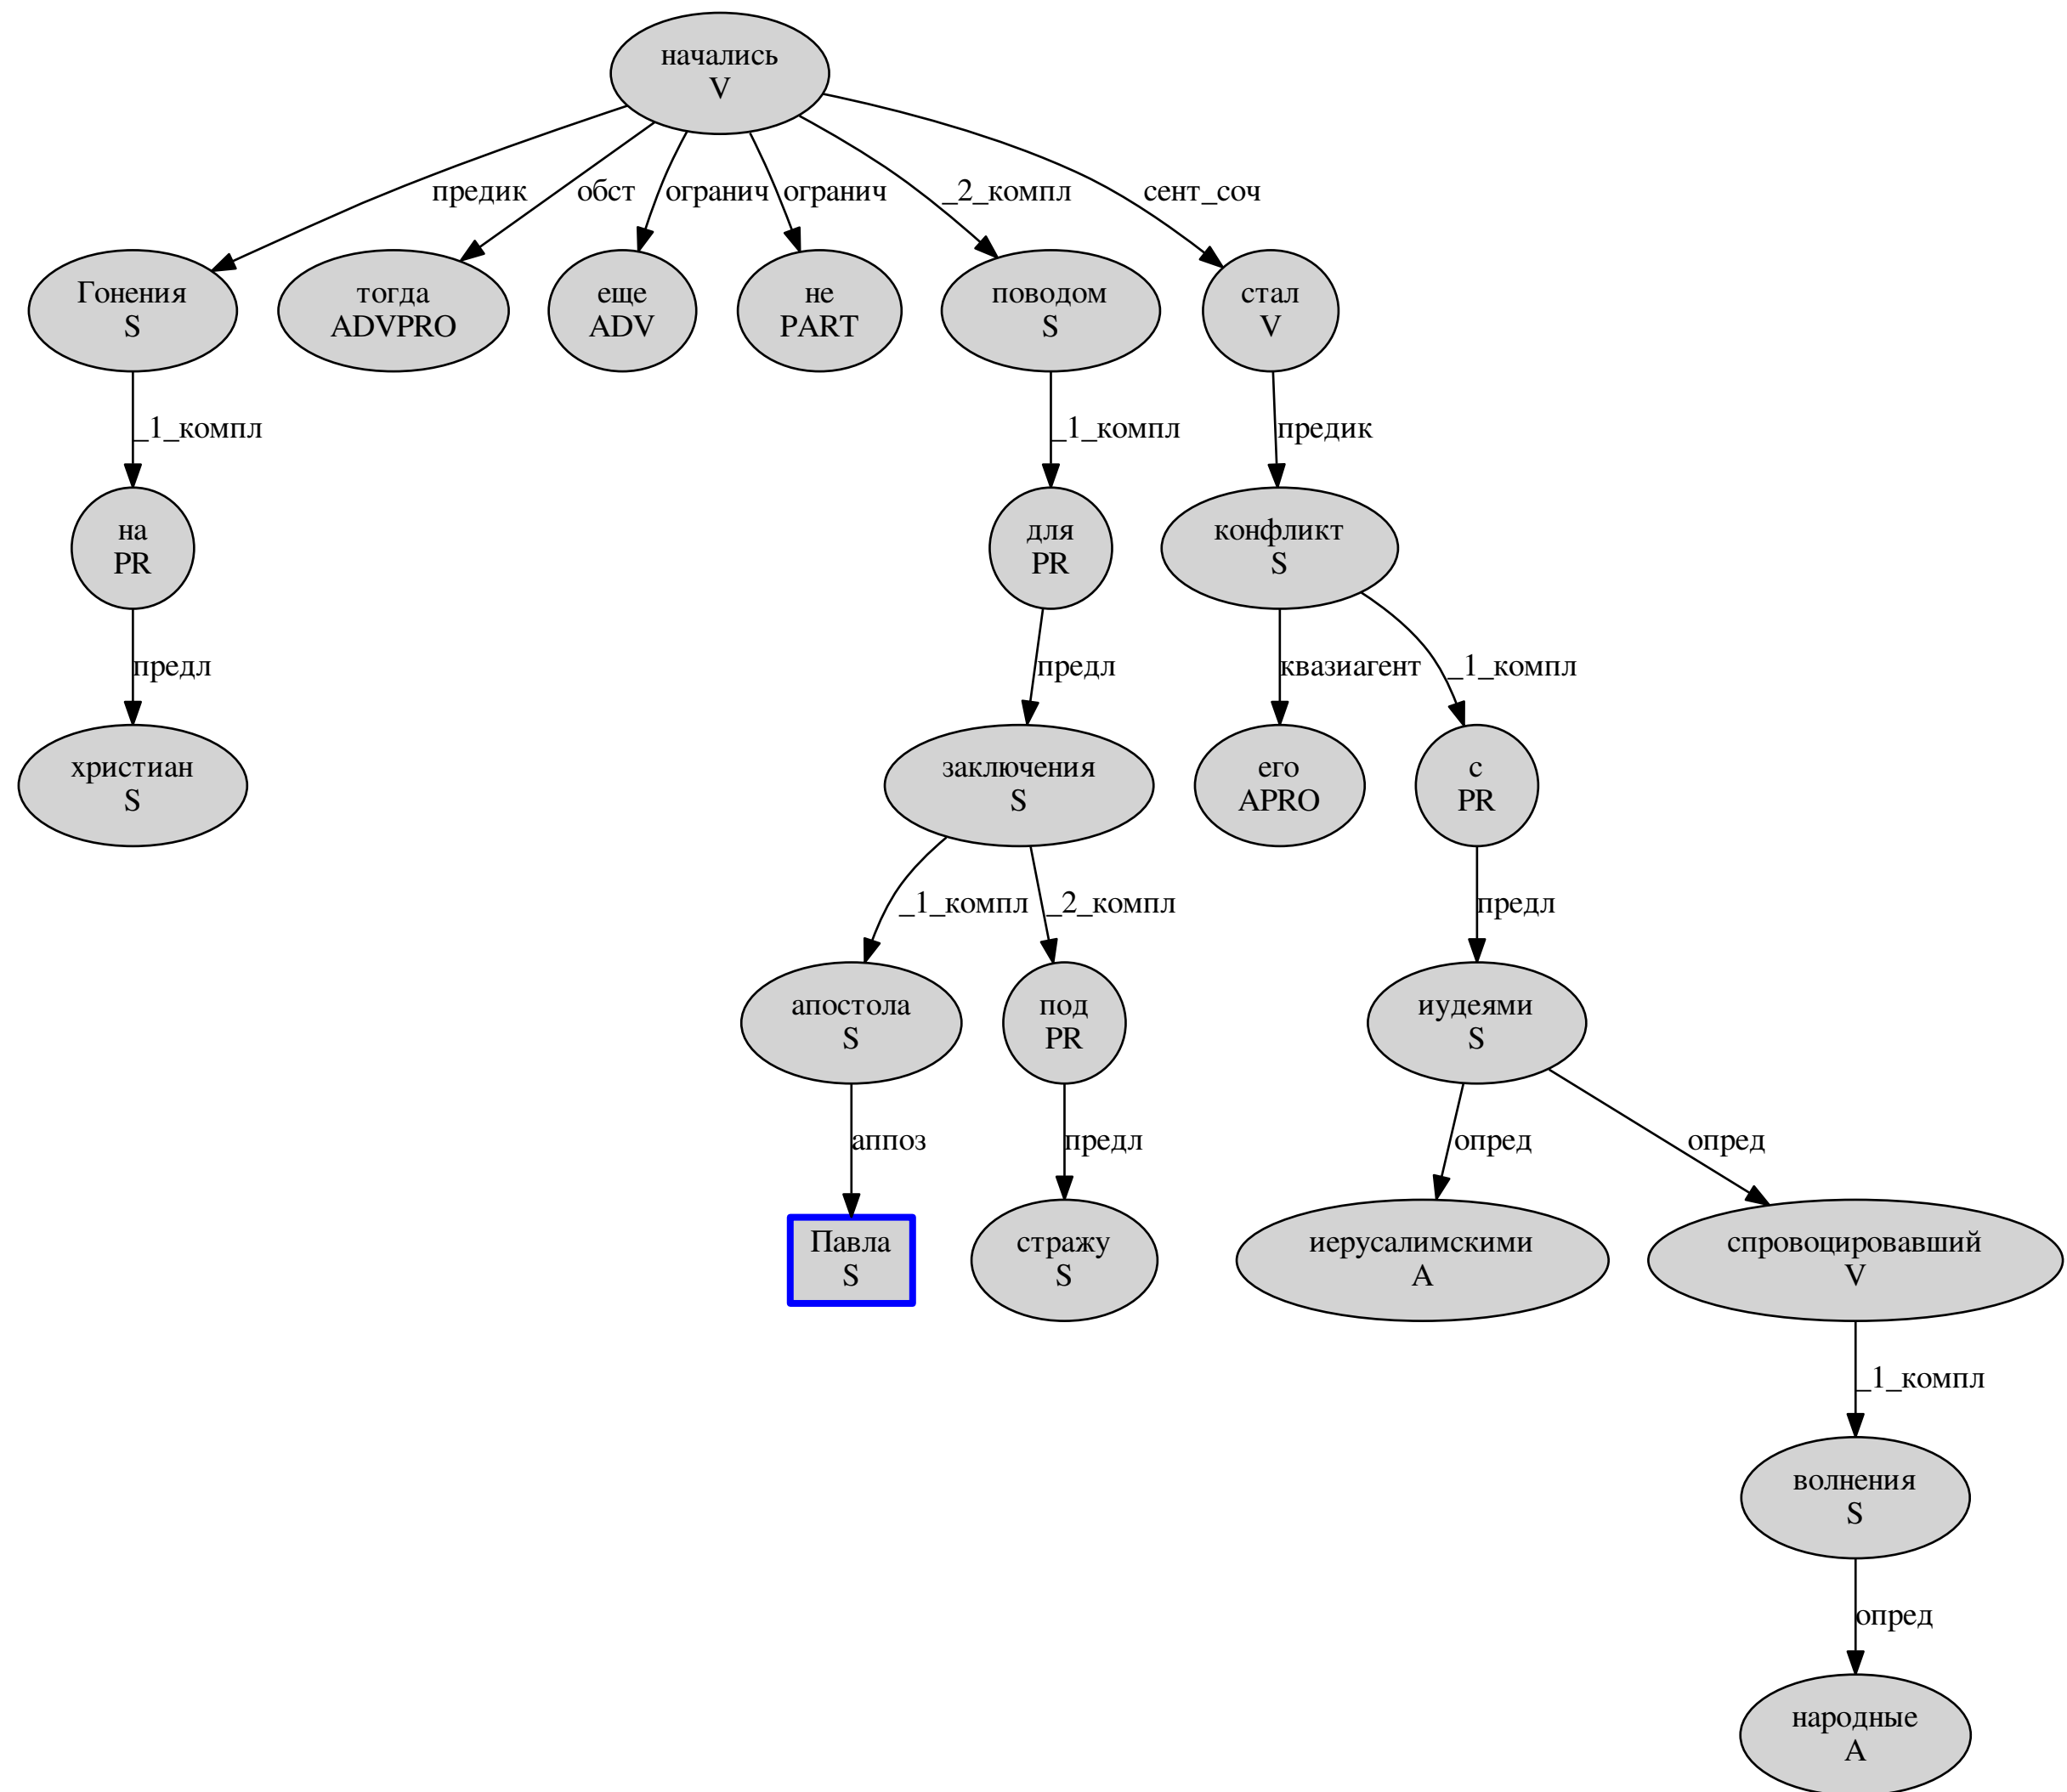 начались
V
предик
обст
огранич
огранич
_2_компл
сент_соч
Гонения
S
тогда
ADVPRO
еще
ADV
не
PART
поводом
S
стал
V
_1_компл
_1_компл
предик
на
PR
для
PR
конфликт
S
предл
предл
квазиагент
_1_компл
христиан
S
заключения
S
его
APRO
с
PR
_1_компл
_2_компл
предл
апостола
S
под
PR
иудеями
S
аппоз
предл
опред
опред
Павла
S
стражу
S
иерусалимскими
A
спровоцировавший
V
_1_компл
волнения
S
опред
народные
A